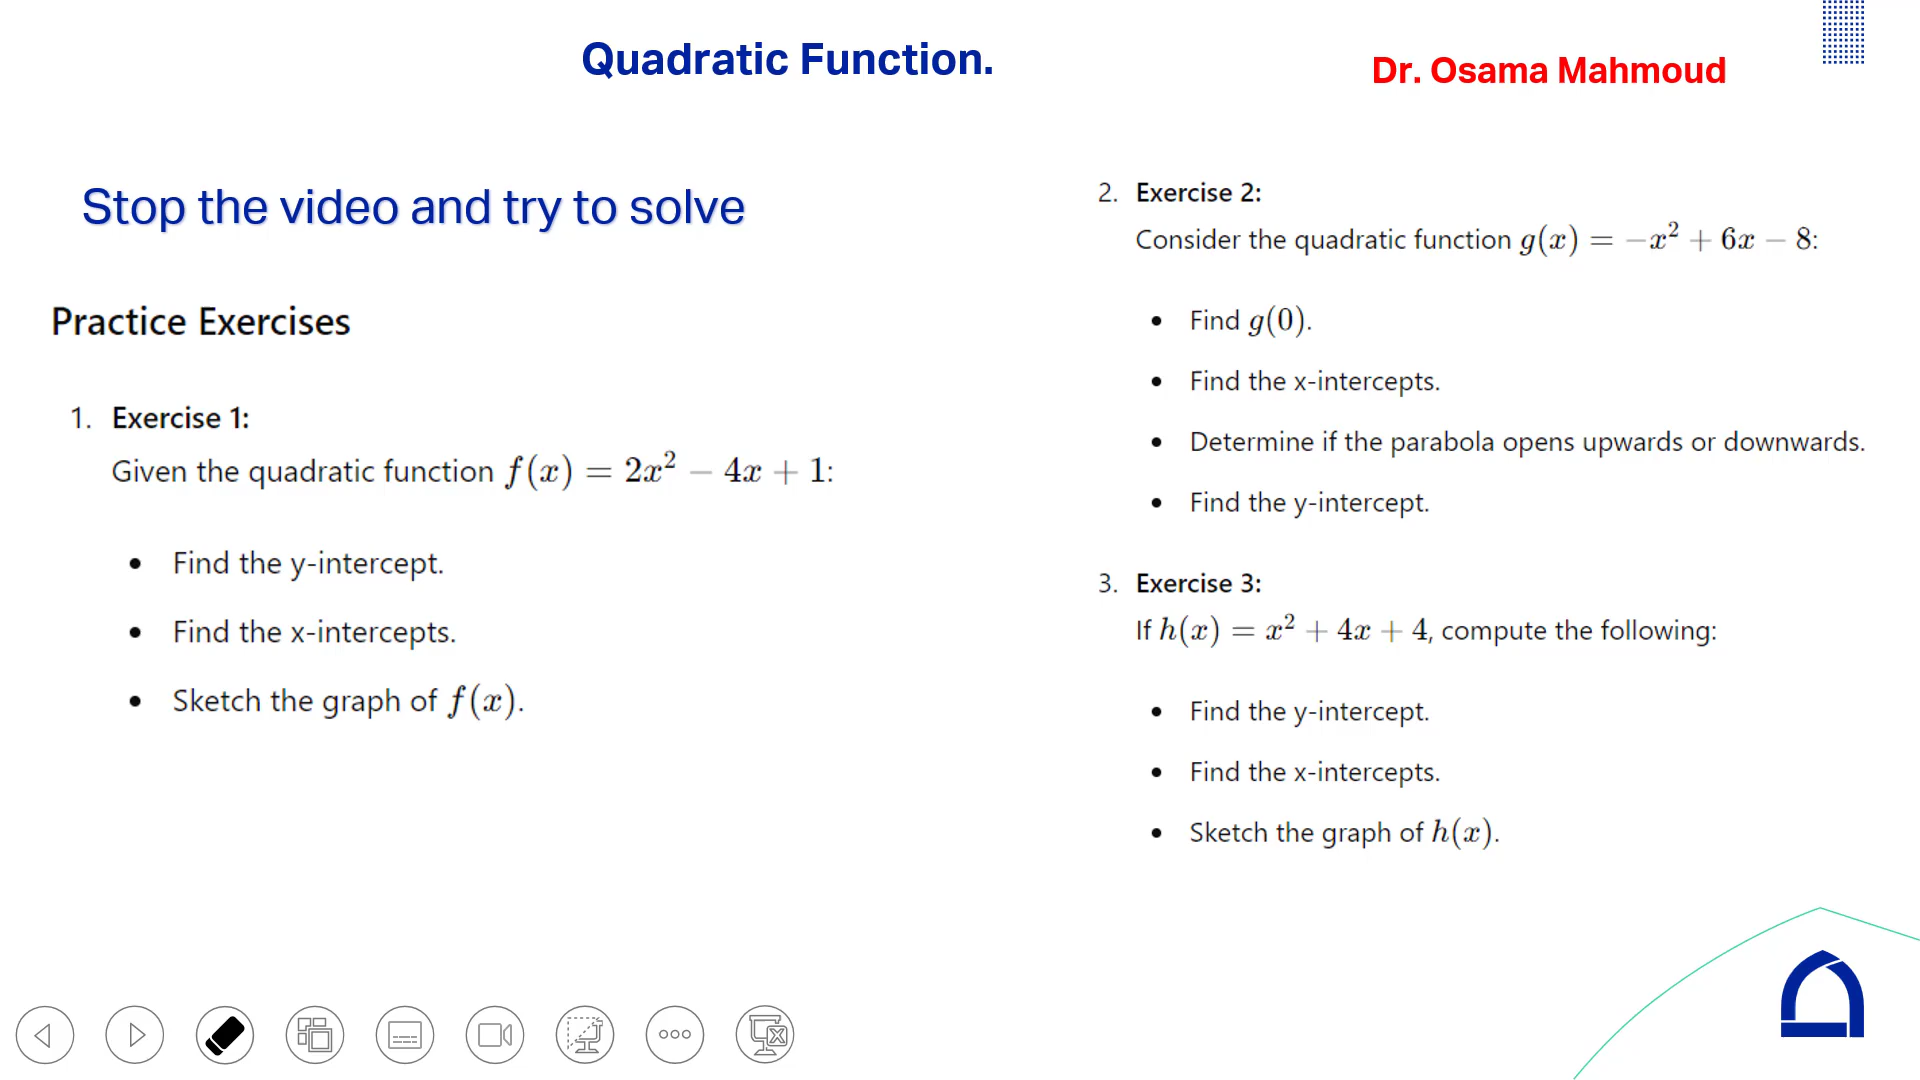 Quadratic Function.
Dr. Osama Mahmoud
Stop the video and try to solve
Practice Exercises
1. Exercise 1:
Given the quadratic function f(x) = 2x² − 4x + 1:
• Find the y-intercept.
• Find the x-intercepts.
• Sketch the graph of f(x).
2. Exercise 2:
Consider the quadratic function g(x) = −x² + 6x − 8:
• Find g(0).
• Find the x-intercepts.
• Determine if the parabola opens upwards or downwards.
• Find the y-intercept.
3. Exercise 3:
If h(x) = x² + 4x + 4, compute the following:
• Find the y-intercept.
• Find the x-intercepts.
• Sketch the graph of h(x).